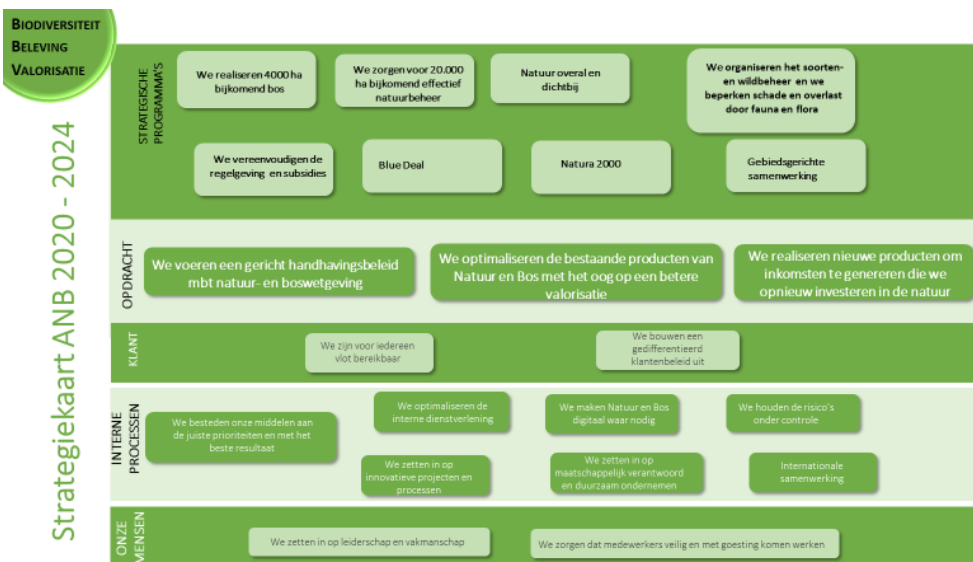 BIODIVERSITEIT
BELEVING
VALORISATIE
Strategiekaart ANB 2020 - 2024
STRATEGISCHE
PROGRAMMA'S
We realiseren 4000 ha
bijkomend bos
We zorgen voor 20.000
ha bijkomend effectief
natuurbeheer
Natuur overal en
dichtbij
We organiseren het soorten-
en wildbeheer en we
beperken schade en overlast
door fauna en flora
We vereenvoudigen de
regelgeving en subsidies
Blue Deal
Natura 2000
Gebiedsgerichte
samenwerking
OPDRACHT
We voeren een gericht handhavingsbeleid
mbt natuur- en boswetgeving
We optimaliseren de bestaande producten van
Natuur en Bos met het oog op een betere
valorisatie
We realiseren nieuwe producten om
inkomsten te genereren die we
opnieuw investeren in de natuur
KLANT
We zijn voor iedereen
vlot bereikbaar
We bouwen een
gedifferentieerd
klantenbeleid uit
INTERNE
PROCESSEN
We besteden onze middelen aan
de juiste prioriteiten en met het
beste resultaat
We optimaliseren de
interne dienstverlening
We maken Natuur en Bos
digitaal waar nodig
We houden de risico's
onder controle
We zetten in op
innovatieve projecten en
processen
We zetten in op
maatschappelijk verantwoord
en duurzaam ondernemen
Internationale
samenwerking
ONZE
MENSEN
We zetten in op leiderschap en vakmanschap
We zorgen dat medewerkers veilig en met goesting komen werken